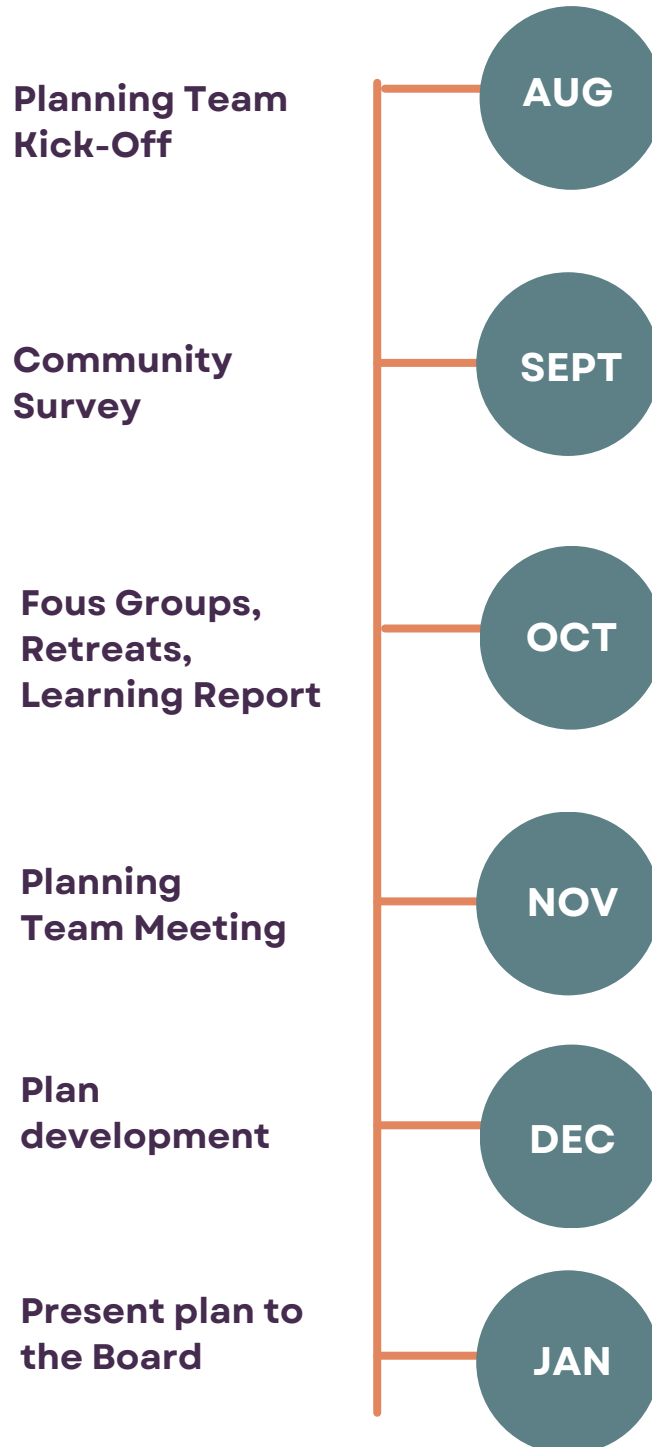 Planning Team
Kick-Off
AUG
Community
Survey
SEPT
Fous Groups,
Retreats,
Learning Report
OCT
Planning
Team Meeting
NOV
Plan
development
DEC
Present plan to
the Board
JAN